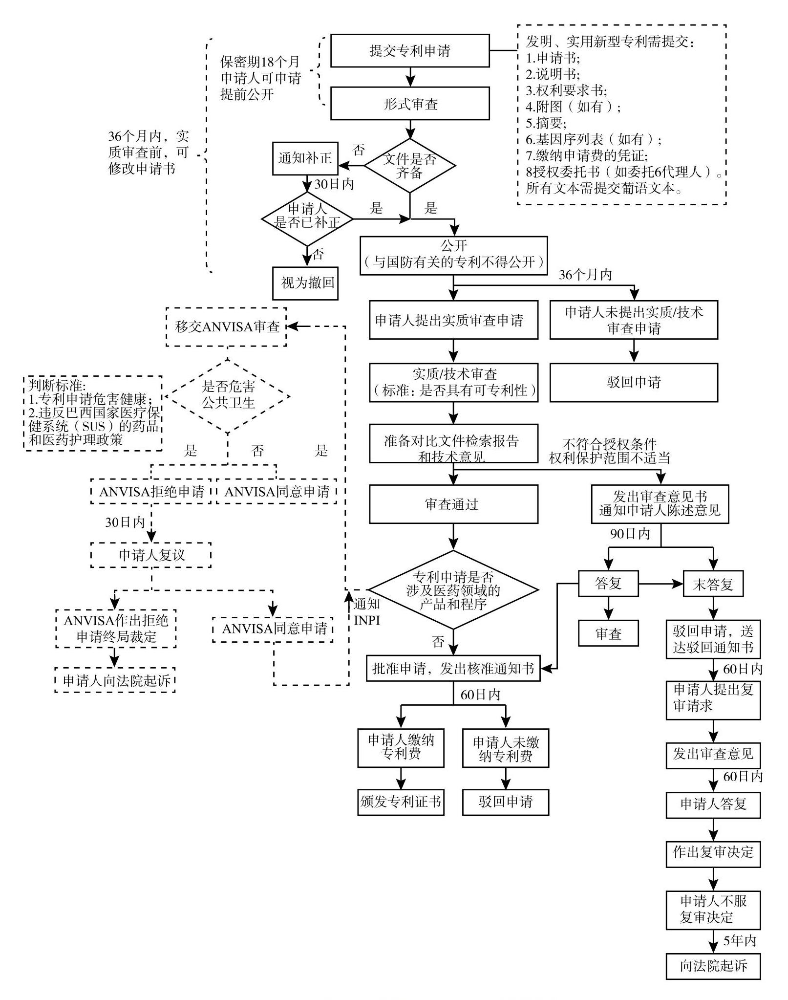 提交专利申请
保密期18个月
申请人可申请
提前公开
形式审查
发明、实用新型专利需提交：
1.申请书;
2.说明书;
3.权利要求书;
4.附图（如有）;
5.摘要;
6.基因序列表（如有）;
7.缴纳申请费的凭证;
8授权委托书（如委托6代理人）。
所有文本需提交葡语文本。
36个月内，实
质审查前，可
修改申请书
文件是否
齐备
否
通知补正
30日内
申请人
是否已补正
是
是
否
视为撤回
公开
（与国防有关的专利不得公开）
36个月内
申请人提出实质审查申请
申请人未提出实质/技术
审查申请
实质/技术审查
（标准：是否具有可专利性）
驳回申请
准备对比文件检索报告
和技术意见
不符合授权条件
权利保护范围不适当
审查通过
发出审查意见书
通知申请人陈述意见
90日内
答复
末答复
审查
驳回申请，送
达驳回通知书
60日内
申请人提出复
审请求
发出审查意见
60日内
申请人答复
作出复审决定
申请人不服
复审决定
5年内
向法院起诉
专利申请是否
涉及医药领域的
产品和程序
是
否
通知
INPI
批准申请，发出核准通知书
60日内
申请人缴纳
专利费
申请人未缴
纳专利费
颁发专利证书
驳回申请
移交ANVISA审查
是否危害
公共卫生
判断标准:
1.专利申请危害健康；
2.违反巴西国家医疗保
健系统（SUS）的药品
和医药护理政策
是
否
ANVISA拒绝申请
ANVISA同意申请
30日内
申请人复议
ANVISA作出拒绝
申请终局裁定
ANVISA同意申请
申请人向法院起诉